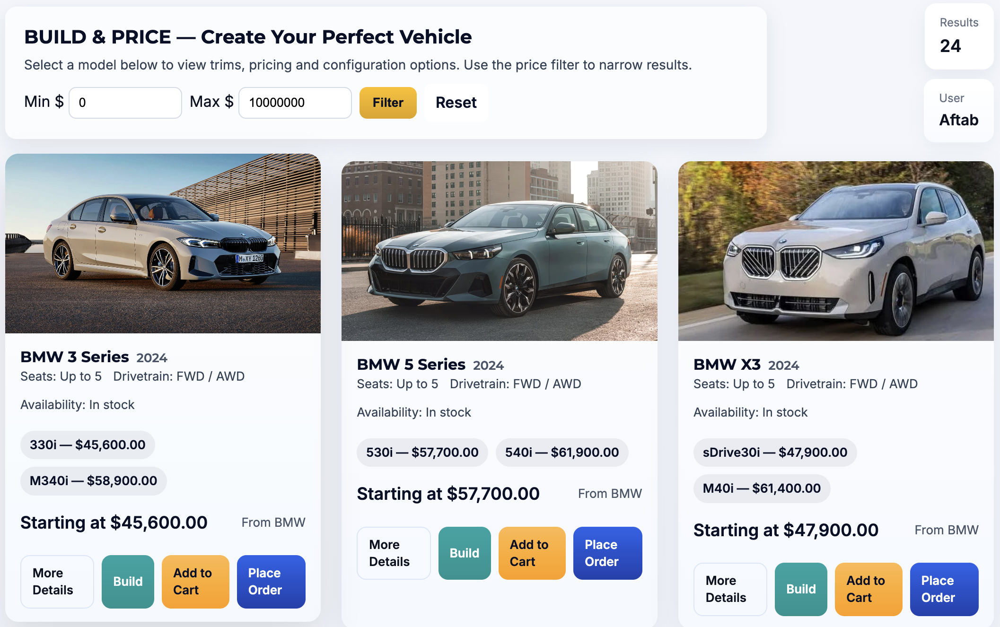 BUILD & PRICE — Create Your Perfect Vehicle
Select a model below to view trims, pricing and configuration options. Use the price filter to narrow results.
Min $ 0 Max $ 10000000 Filter Reset
Results
24
User
Aftab
M XY 1260
BMW 3 Series 2024
Seats: Up to 5 Drivetrain: FWD / AWD
Availability: In stock
330i — $45,600.00
M340i — $58,900.00
Starting at $45,600.00 From BMW
More
Details
Build
Add to
Cart
Place
Order
BMW 5 Series 2024
Seats: Up to 5 Drivetrain: FWD / AWD
Availability: In stock
530i — $57,700.00 540i — $61,900.00
Starting at $57,700.00 From BMW
More
Details
Build
Add to
Cart
Place
Order
BMW X3 2024
Seats: Up to 5 Drivetrain: FWD / AWD
Availability: In stock
sDrive30i — $47,900.00
M40i — $61,400.00
Starting at $47,900.00 From BMW
More
Details
Build
Add to
Cart
Place
Order